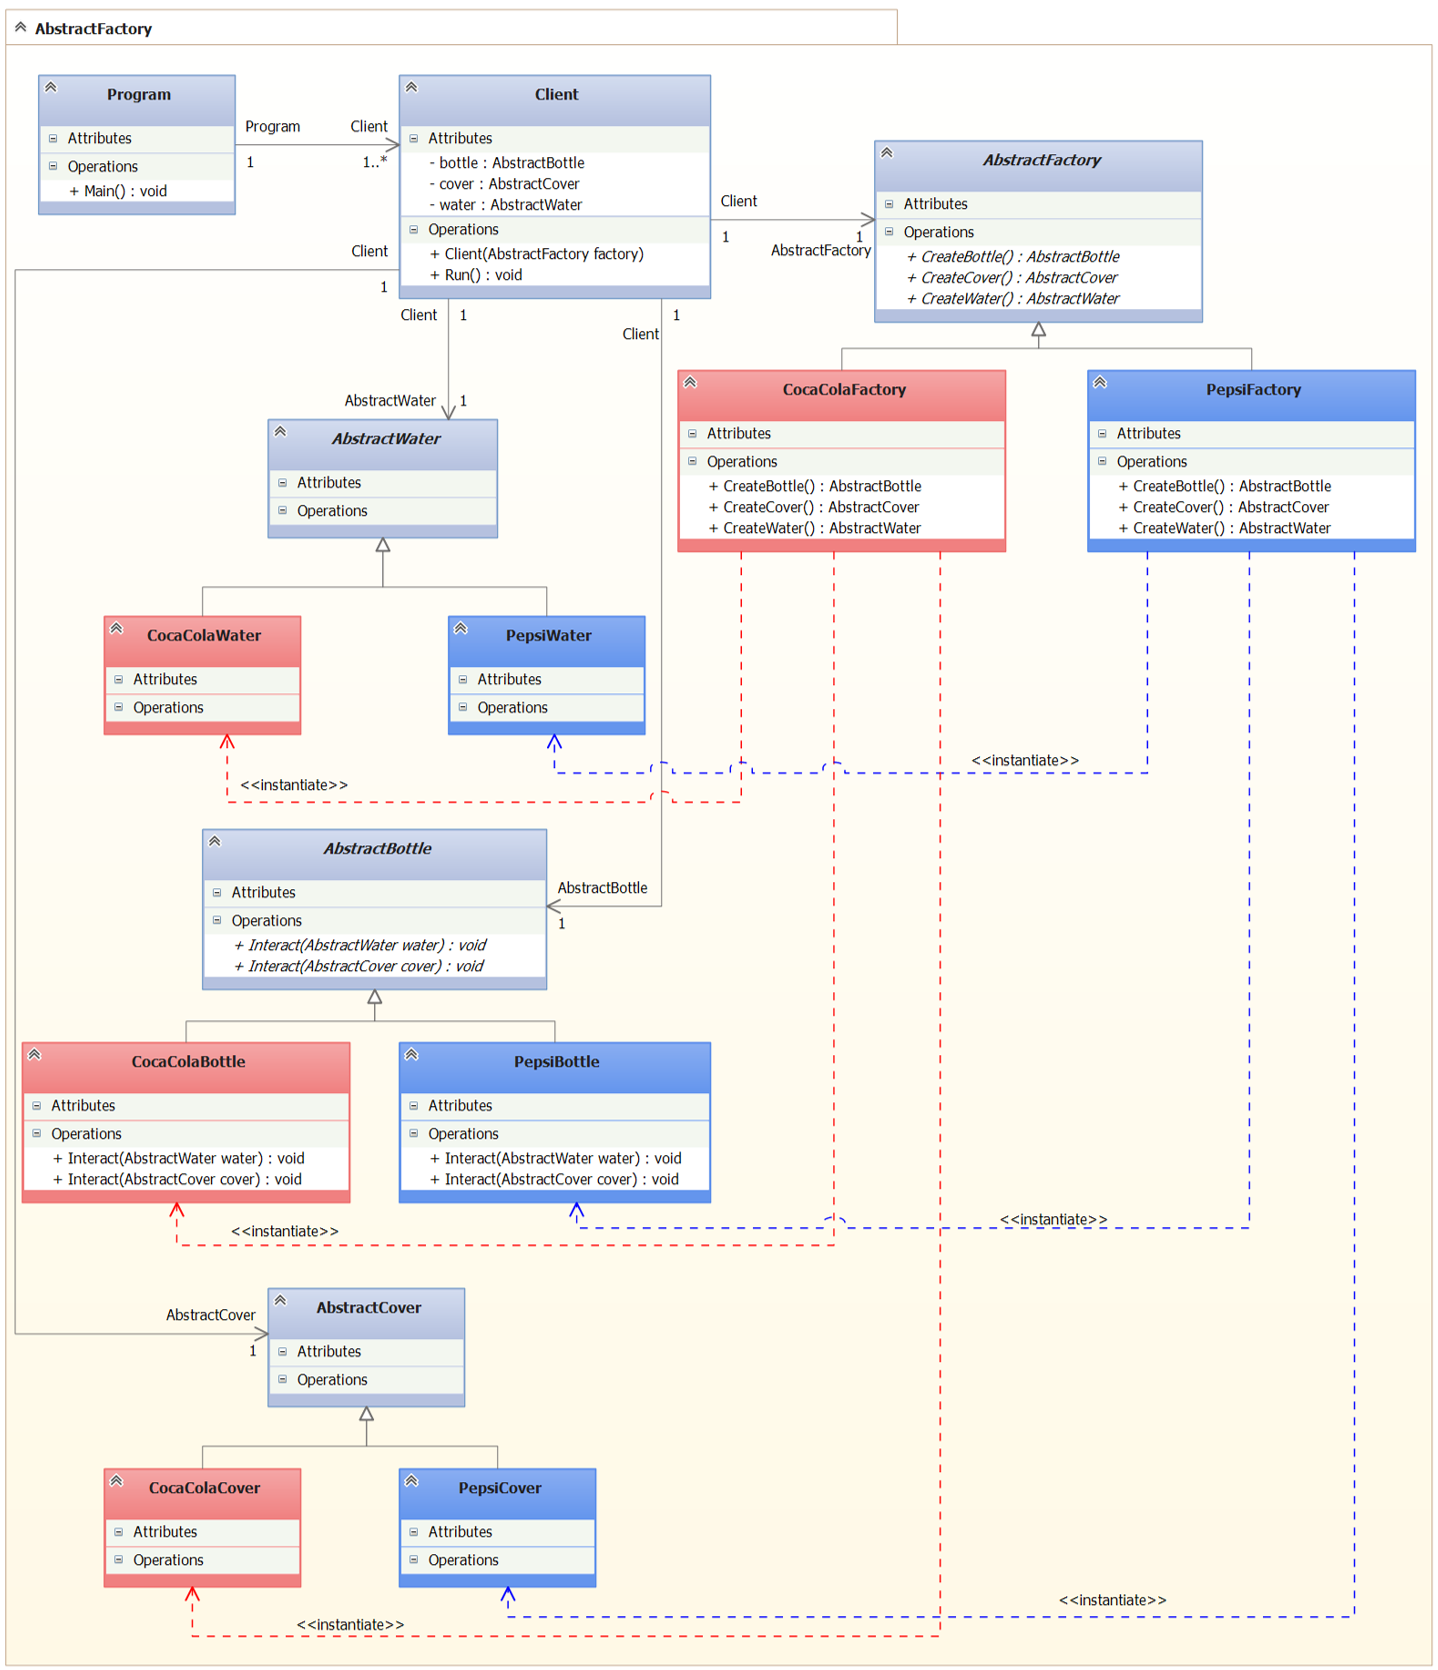 AbstractFactory
Program
Attributes
Operations
+ Main() : void
Program
1
Client
1..*
Client
Attributes
- bottle : AbstractBottle
- cover : AbstractCover
- water : AbstractWater
Operations
+ Client(AbstractFactory factory)
+ Run() : void
Client
1
1
AbstractFactory
AbstractFactory
Attributes
Operations
+ CreateBottle() : AbstractBottle
+ CreateCover() : AbstractCover
+ CreateWater() : AbstractWater
Client
1
Client
1
1
Client
AbstractWater
1
AbstractWater
Attributes
Operations
CocaColaFactory
Attributes
Operations
+ CreateBottle() : AbstractBottle
+ CreateCover() : AbstractCover
+ CreateWater() : AbstractWater
PepsiFactory
Attributes
Operations
+ CreateBottle() : AbstractBottle
+ CreateCover() : AbstractCover
+ CreateWater() : AbstractWater
CocaColaWater
Attributes
Operations
PepsiWater
Attributes
Operations
<<instantiate>>
<<instantiate>>
AbstractBottle
Attributes
Operations
+ Interact(AbstractWater water) : void
+ Interact(AbstractCover cover) : void
AbstractBottle
1
CocaColaBottle
Attributes
Operations
+ Interact(AbstractWater water) : void
+ Interact(AbstractCover cover) : void
PepsiBottle
Attributes
Operations
+ Interact(AbstractWater water) : void
+ Interact(AbstractCover cover) : void
<<instantiate>>
<<instantiate>>
AbstractCover
1
AbstractCover
Attributes
Operations
CocaColaCover
Attributes
Operations
PepsiCover
Attributes
Operations
<<instantiate>>
<<instantiate>>